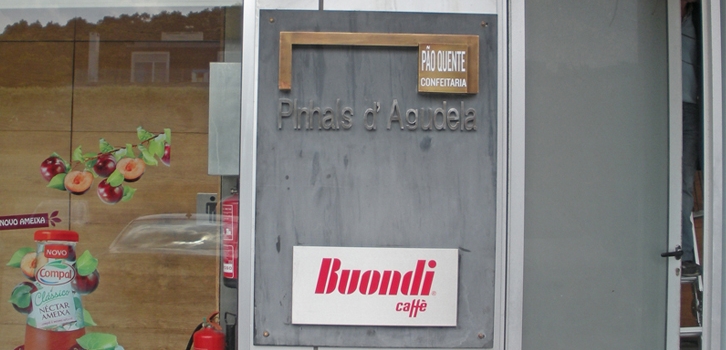 PÃO QUENTE
CONFEITARIA
Pinhais d' Agudela
Buondi
caffè
NOVO AMEIXA
NOVO
Compal
Clássico
NÉCTAR
AMEIXA